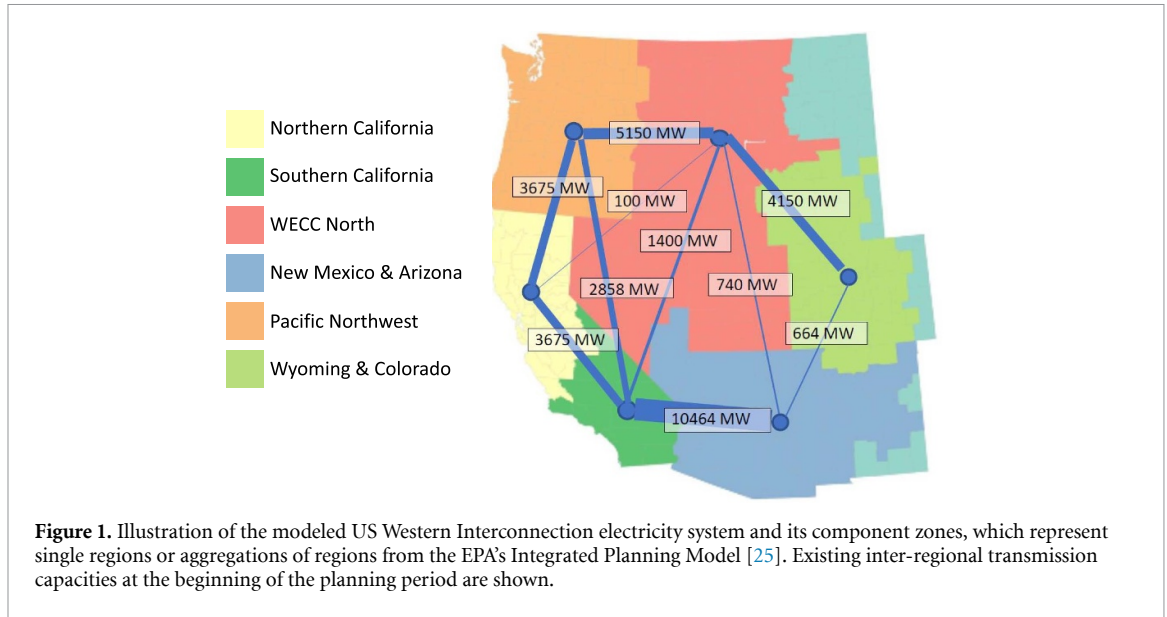 Northern California
Southern California
WECC North
New Mexico & Arizona
Pacific Northwest
Wyoming & Colorado
5150 MW
3675 MW
100 MW
4150 MW
1400 MW
2858 MW
740 MW
3675 MW
664 MW
10464 MW
Figure 1. Illustration of the modeled US Western Interconnection electricity system and its component zones, which represent
single regions or aggregations of regions from the EPA's Integrated Planning Model [25]. Existing inter-regional transmission
capacities at the beginning of the planning period are shown.